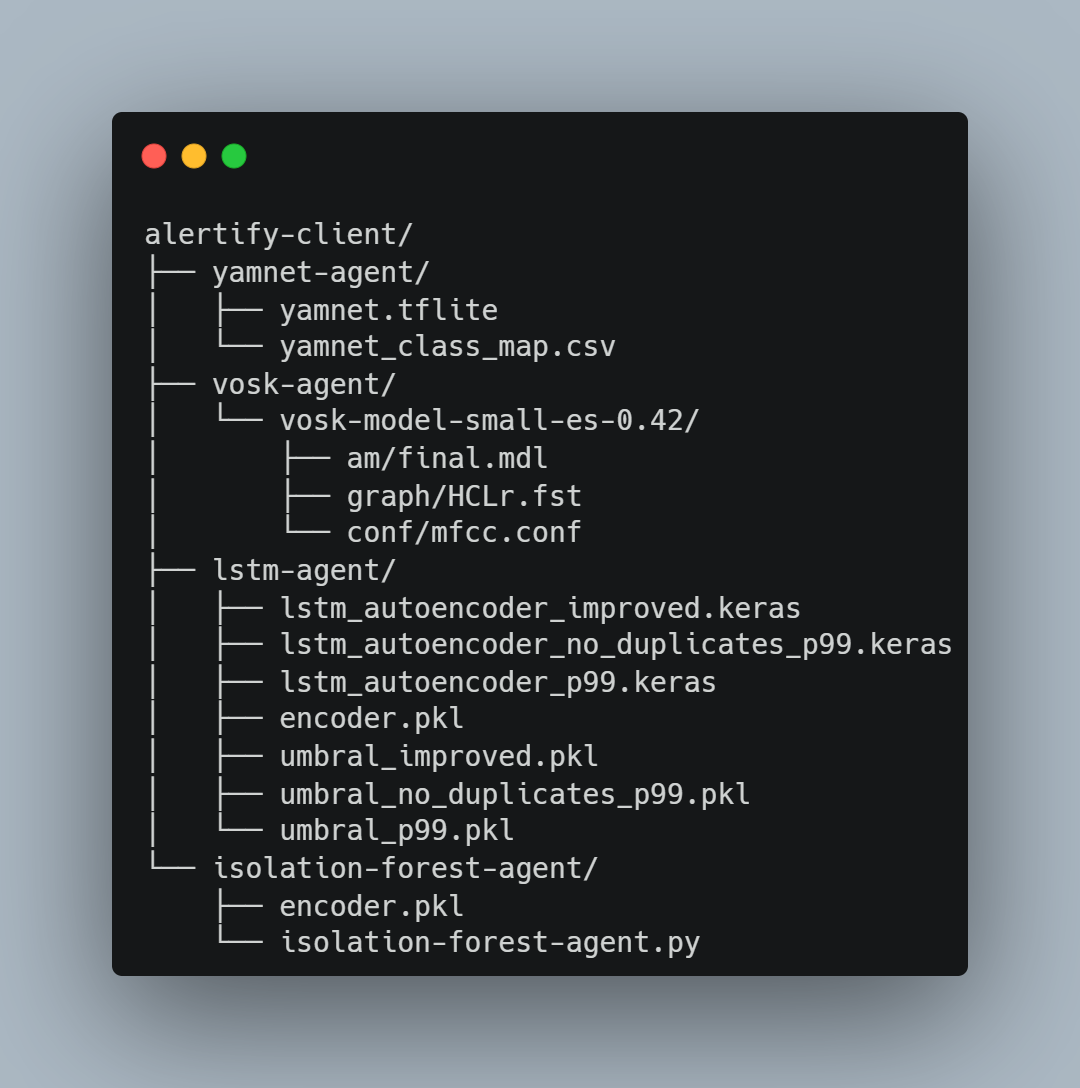 alertify-client/
├── yamnet-agent/
│   ├── yamnet.tflite
│   └── yamnet_class_map.csv
├── vosk-agent/
│   └── vosk-model-small-es-0.42/
│       ├── am/final.mdl
│       ├── graph/HCLr.fst
│       └── conf/mfcc.conf
├── lstm-agent/
│   ├── lstm_autoencoder_improved.keras
│   ├── lstm_autoencoder_no_duplicates_p99.keras
│   ├── lstm_autoencoder_p99.keras
│   ├── encoder.pkl
│   ├── umbral_improved.pkl
│   ├── umbral_no_duplicates_p99.pkl
│   └── umbral_p99.pkl
└── isolation-forest-agent/
    ├── encoder.pkl
    └── isolation-forest-agent.py